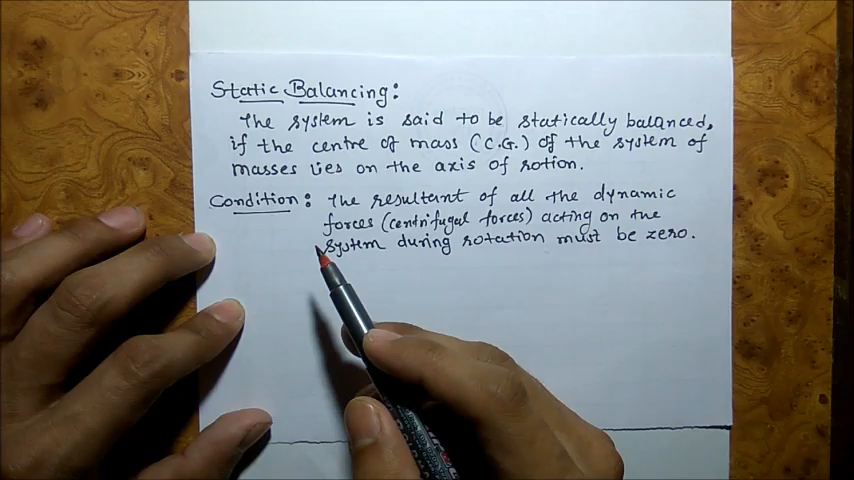 Static Balancing:
The system is said to be statically balanced,
if the centre of mass (C.G.) of the system of
masses lies on the axis of rotion.
Condition: The resultant of all the dynamic
forces (centrifugal forces) acting on the
system during rotation must be zero.